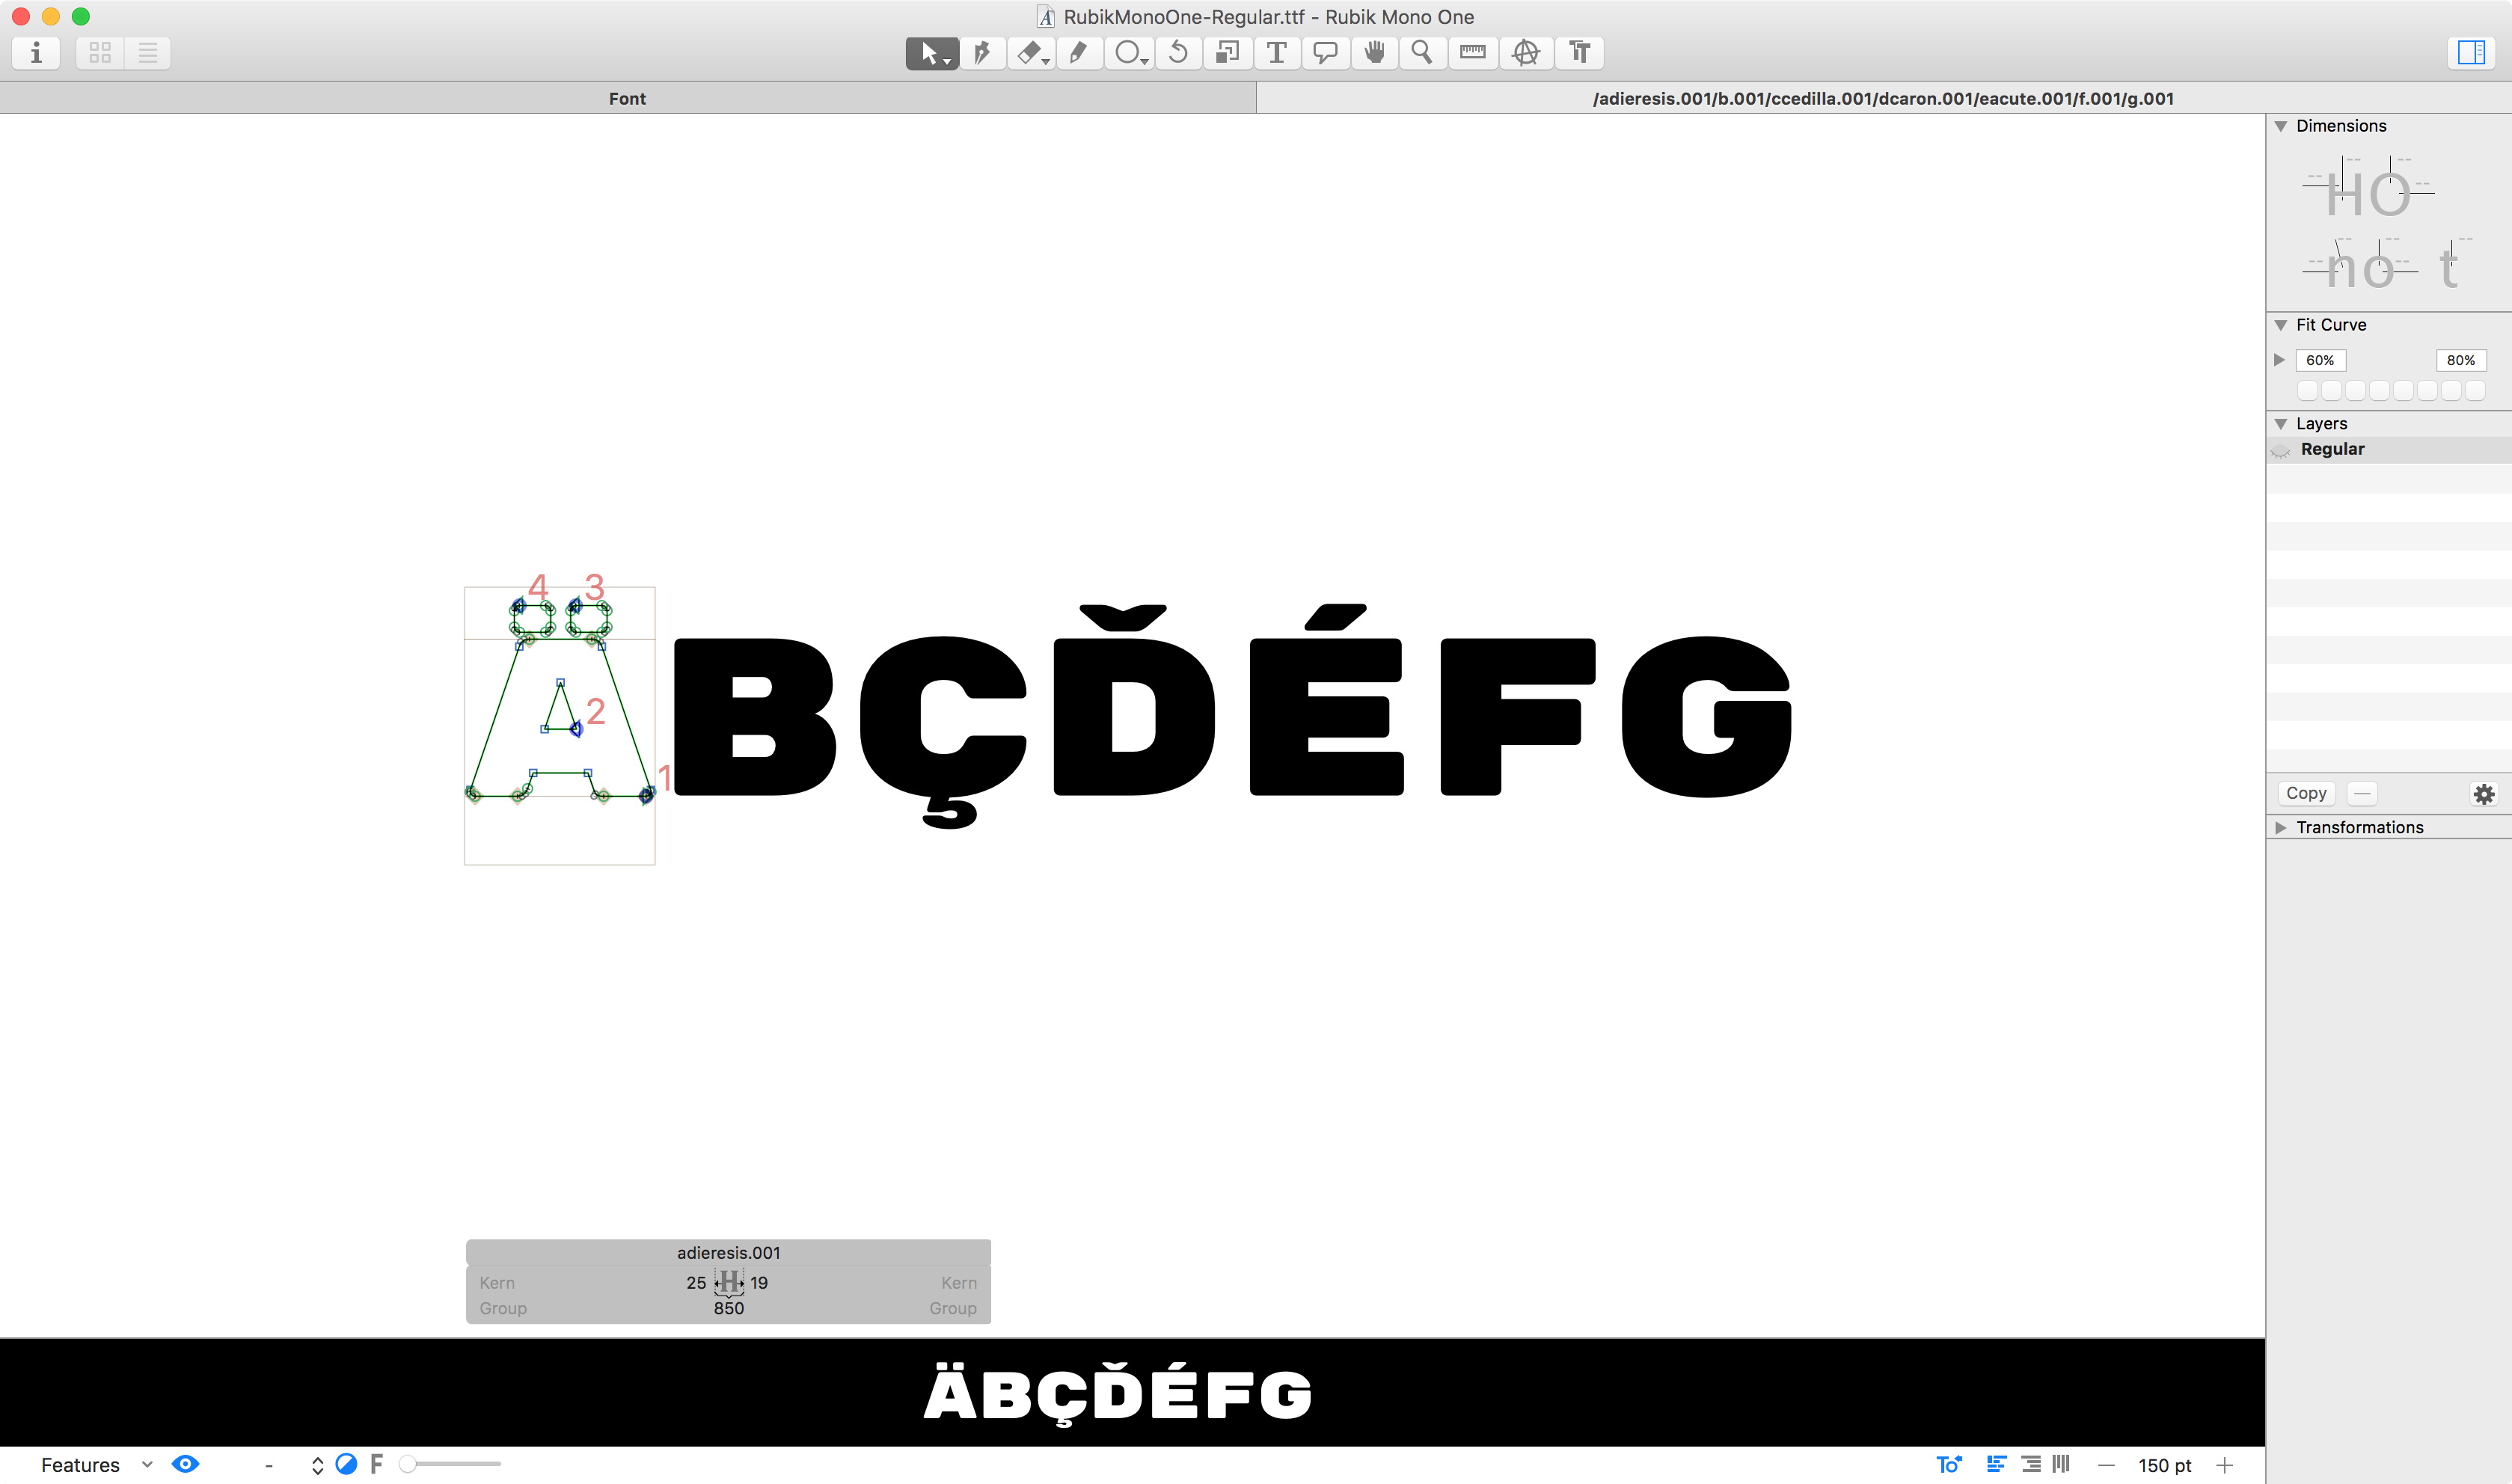 RubikMonoOne-Regular.ttf - Rubik Mono One
Font
/adieresis.001/b.001/ccedilla.001/dcaron.001/eacute.001/f.001/g.001
Dimensions
HO
no t
Fit Curve
60% 80%
Layers
Regular
4 3
2
1
BÇĎÉFG
Copy
Transformations
adieresis.001
Kern 25 H 19 Kern
Group 850 Group
ÄBÇĎÉFG
Features - F 150 pt